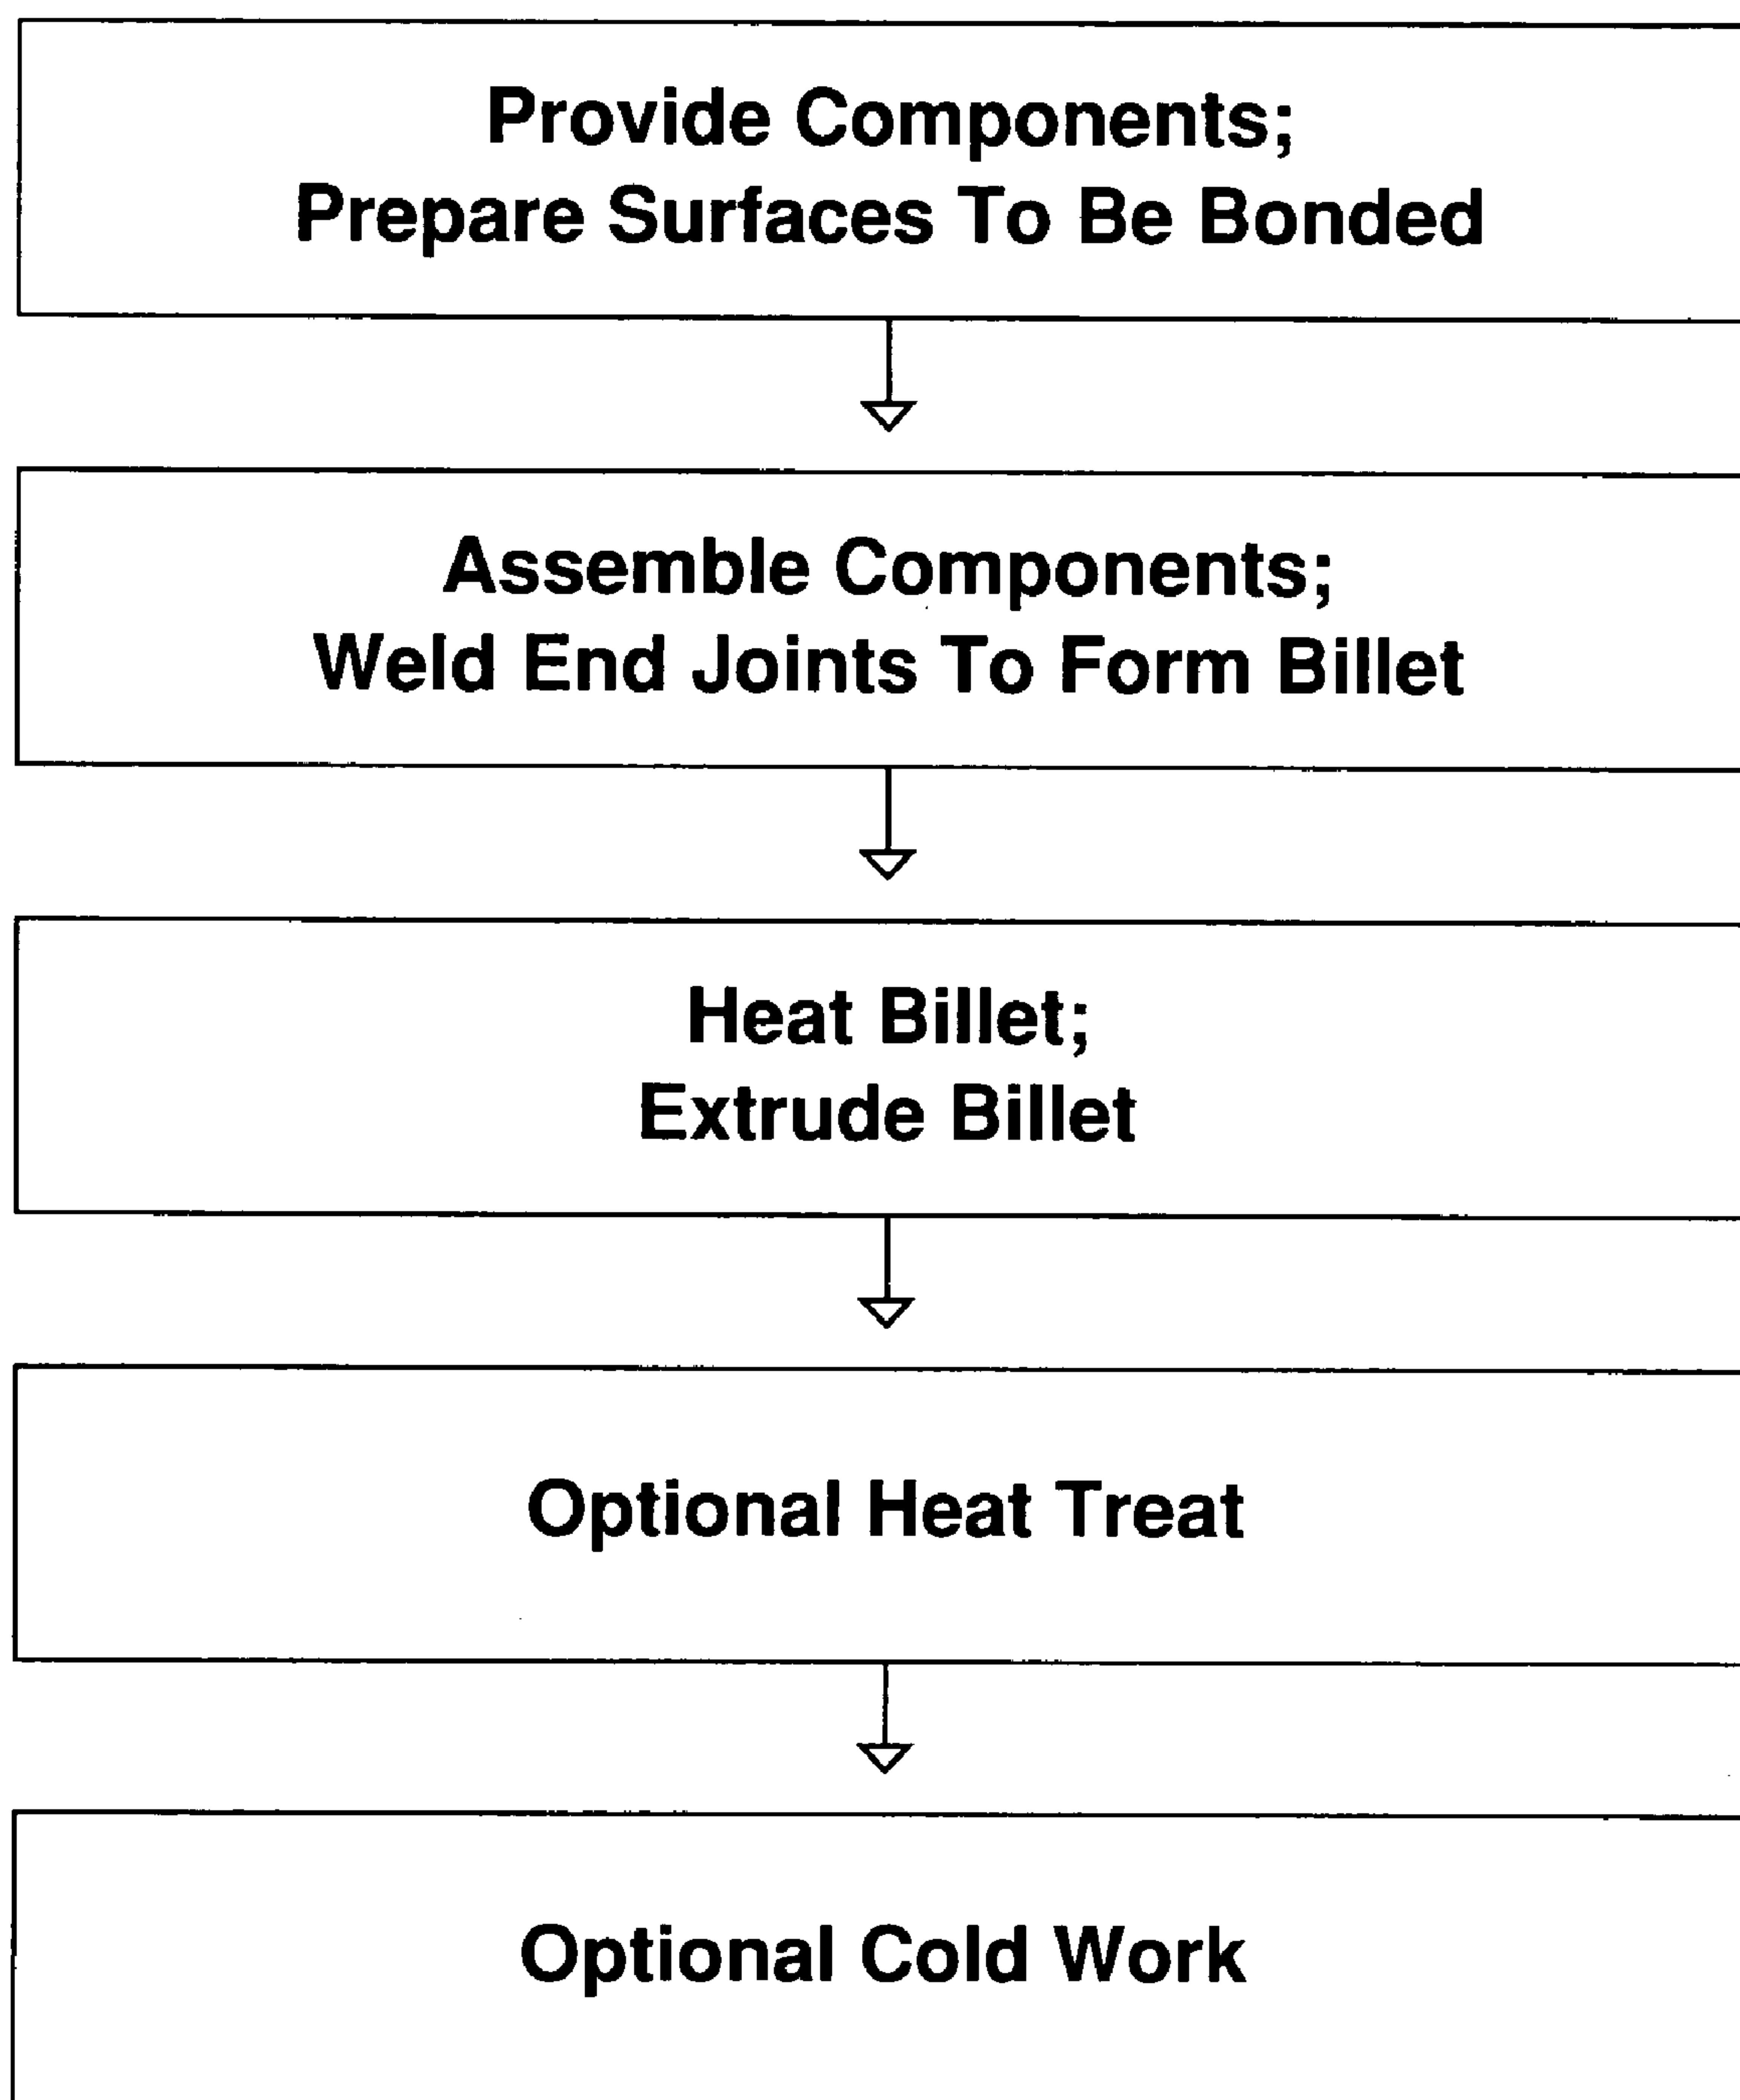 Provide Components;
Prepare Surfaces To Be Bonded
Assemble Components;
Weld End Joints To Form Billet
Heat Billet;
Extrude Billet
Optional Heat Treat
Optional Cold Work